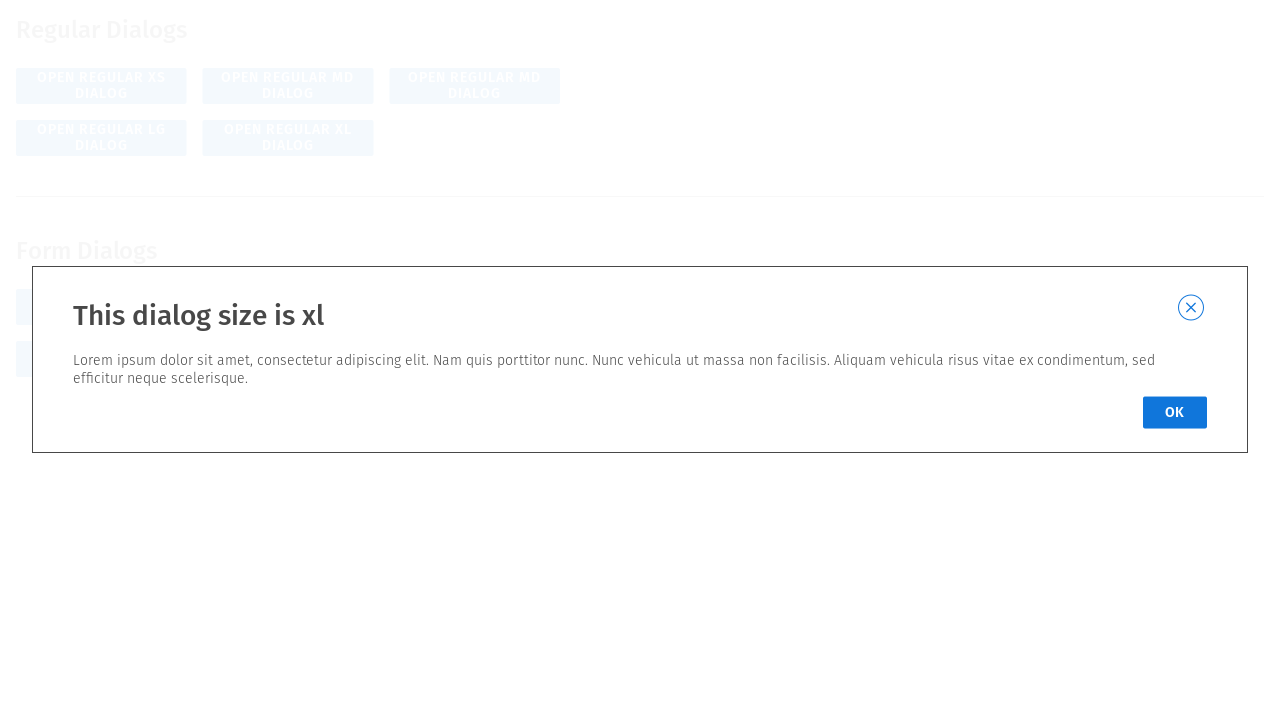 Regular Dialogs
OPEN REGULAR XS
DIALOG
OPEN REGULAR MD
DIALOG
OPEN REGULAR MD
DIALOG
OPEN REGULAR LG
DIALOG
OPEN REGULAR XL
DIALOG
Form Dialogs
This dialog size is xl
Lorem ipsum dolor sit amet, consectetur adipiscing elit. Nam quis porttitor nunc. Nunc vehicula ut massa non facilisis. Aliquam vehicula risus vitae ex condimentum, sed
efficitur neque scelerisque.
OK